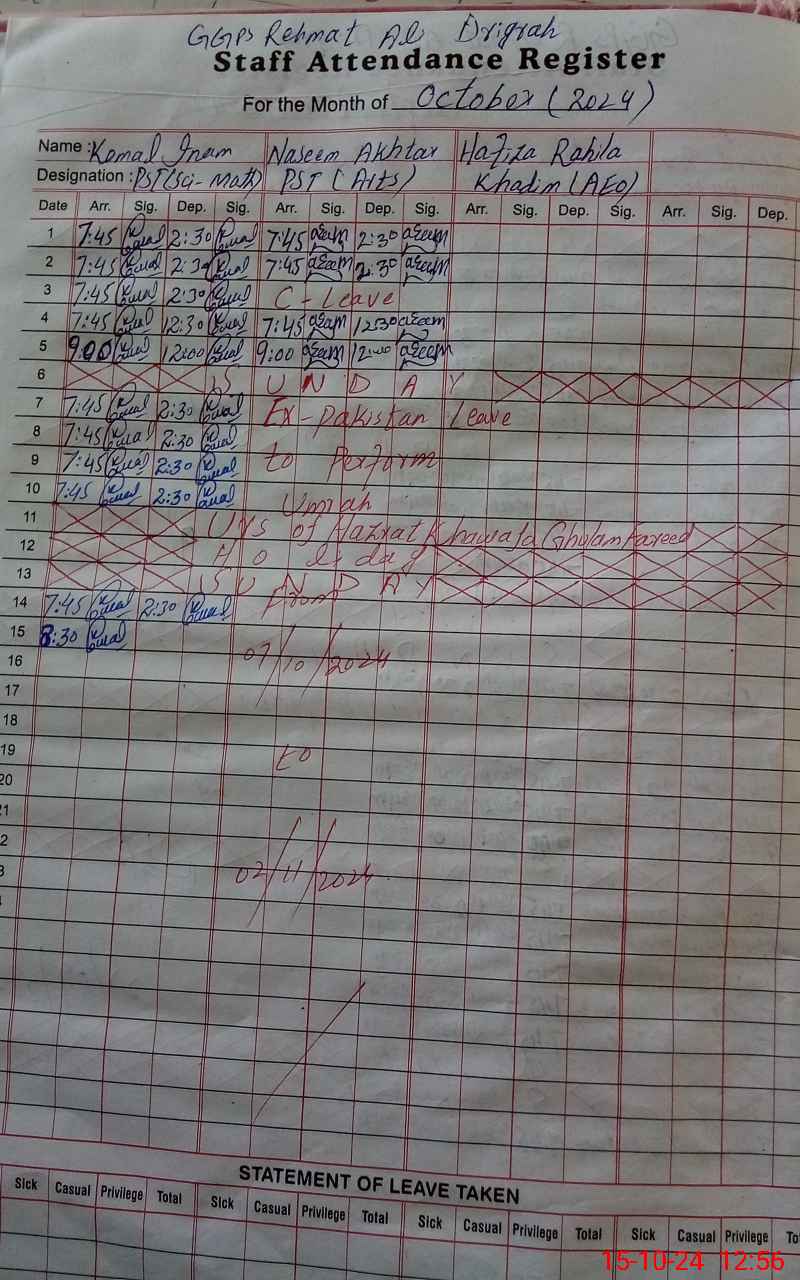 GGPS Rehmat Al Drigrah
Staff Attendance Register
For the Month of October (2024)
Name : Komal Inam Naseem Akhtar Hafiza Rahila
Designation : PST (Sci-Math) PST (Arts) Khadim (AEO)
Date Arr. Sig. Dep. Sig. Arr. Sig. Dep. Sig. Arr. Sig. Dep. Sig. Arr. Sig. Dep.
1 7:45 2:30 7:45 2:30
2 7:45 2:30 7:45 2:30
3 7:45 2:30 C-Leave
4 7:45 12:30 7:45 12:30
5 9:00 12:00 9:00 12:00
6 S U N D A Y
7 7:45 2:30 Ex-Pakistan Leave
8 7:45 2:30
9 7:45 2:30 to Perform
10 7:45 2:30 Umrah
11 Urs of Hazrat Khawaja Ghulam Fareed
12 Holiday
13 S U N D A Y
14 7:45 2:30 From
15 8:30
16 07/10/2024
17
18
19 to
20
21
2
3 02/11/2024
STATEMENT OF LEAVE TAKEN
Sick Casual Privilege Total Sick Casual Privilege Total Sick Casual Privilege Total Sick Casual Privilege To
15-10-24 12:56